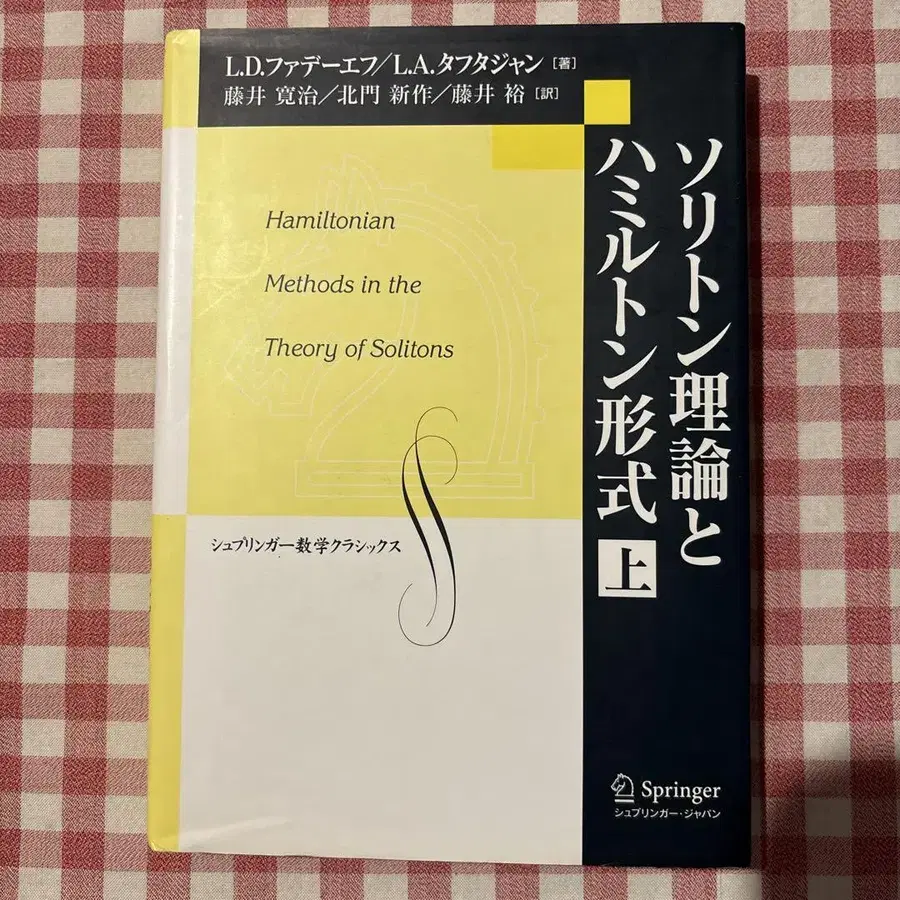 L.D.ファデーエフ／L.A.タフタジャン［著］
藤井 寛治／北門 新作／藤井 裕［訳］
ソリトン理論と
ハミルトン形式 上
Hamiltonian
Methods in the
Theory of Solitons
シュプリンガー数学クラシックス
Springer
シュプリンガー・ジャパン